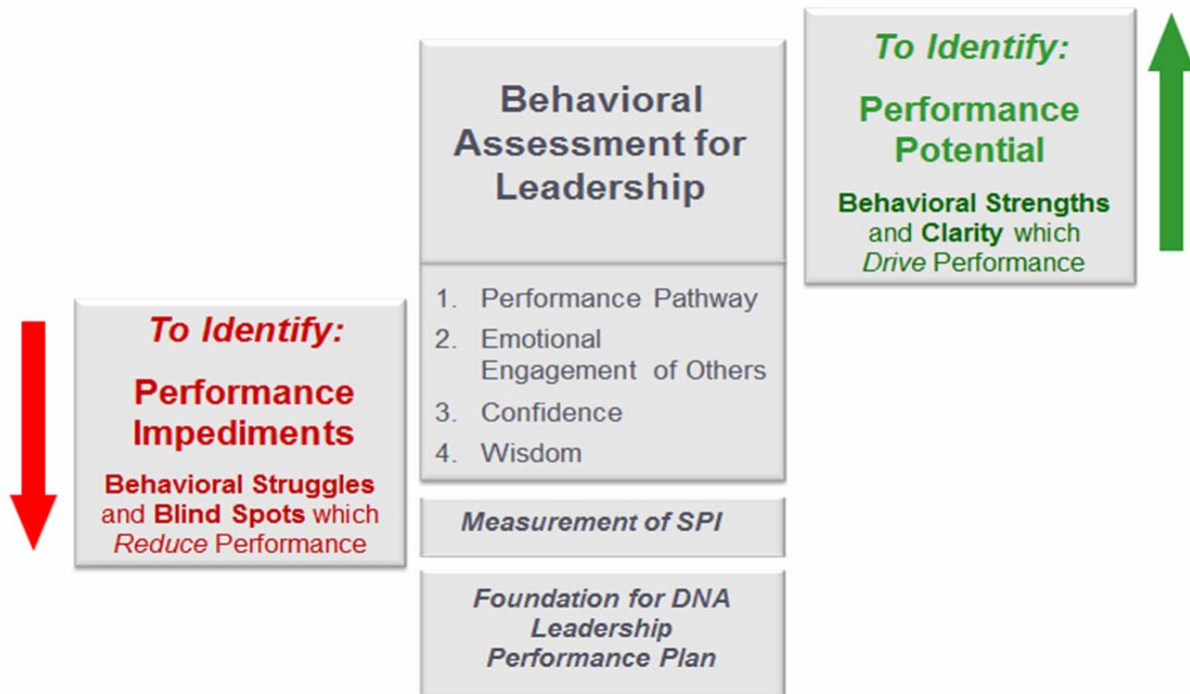 Behavioral
Assessment for
Leadership
1. Performance Pathway
2. Emotional
Engagement of Others
3. Confidence
4. Wisdom
Measurement of SPI
Foundation for DNA
Leadership
Performance Plan
To Identify:
Performance
Impediments
Behavioral Struggles
and Blind Spots which
Reduce Performance
To Identify:
Performance
Potential
Behavioral Strengths
and Clarity which
Drive Performance